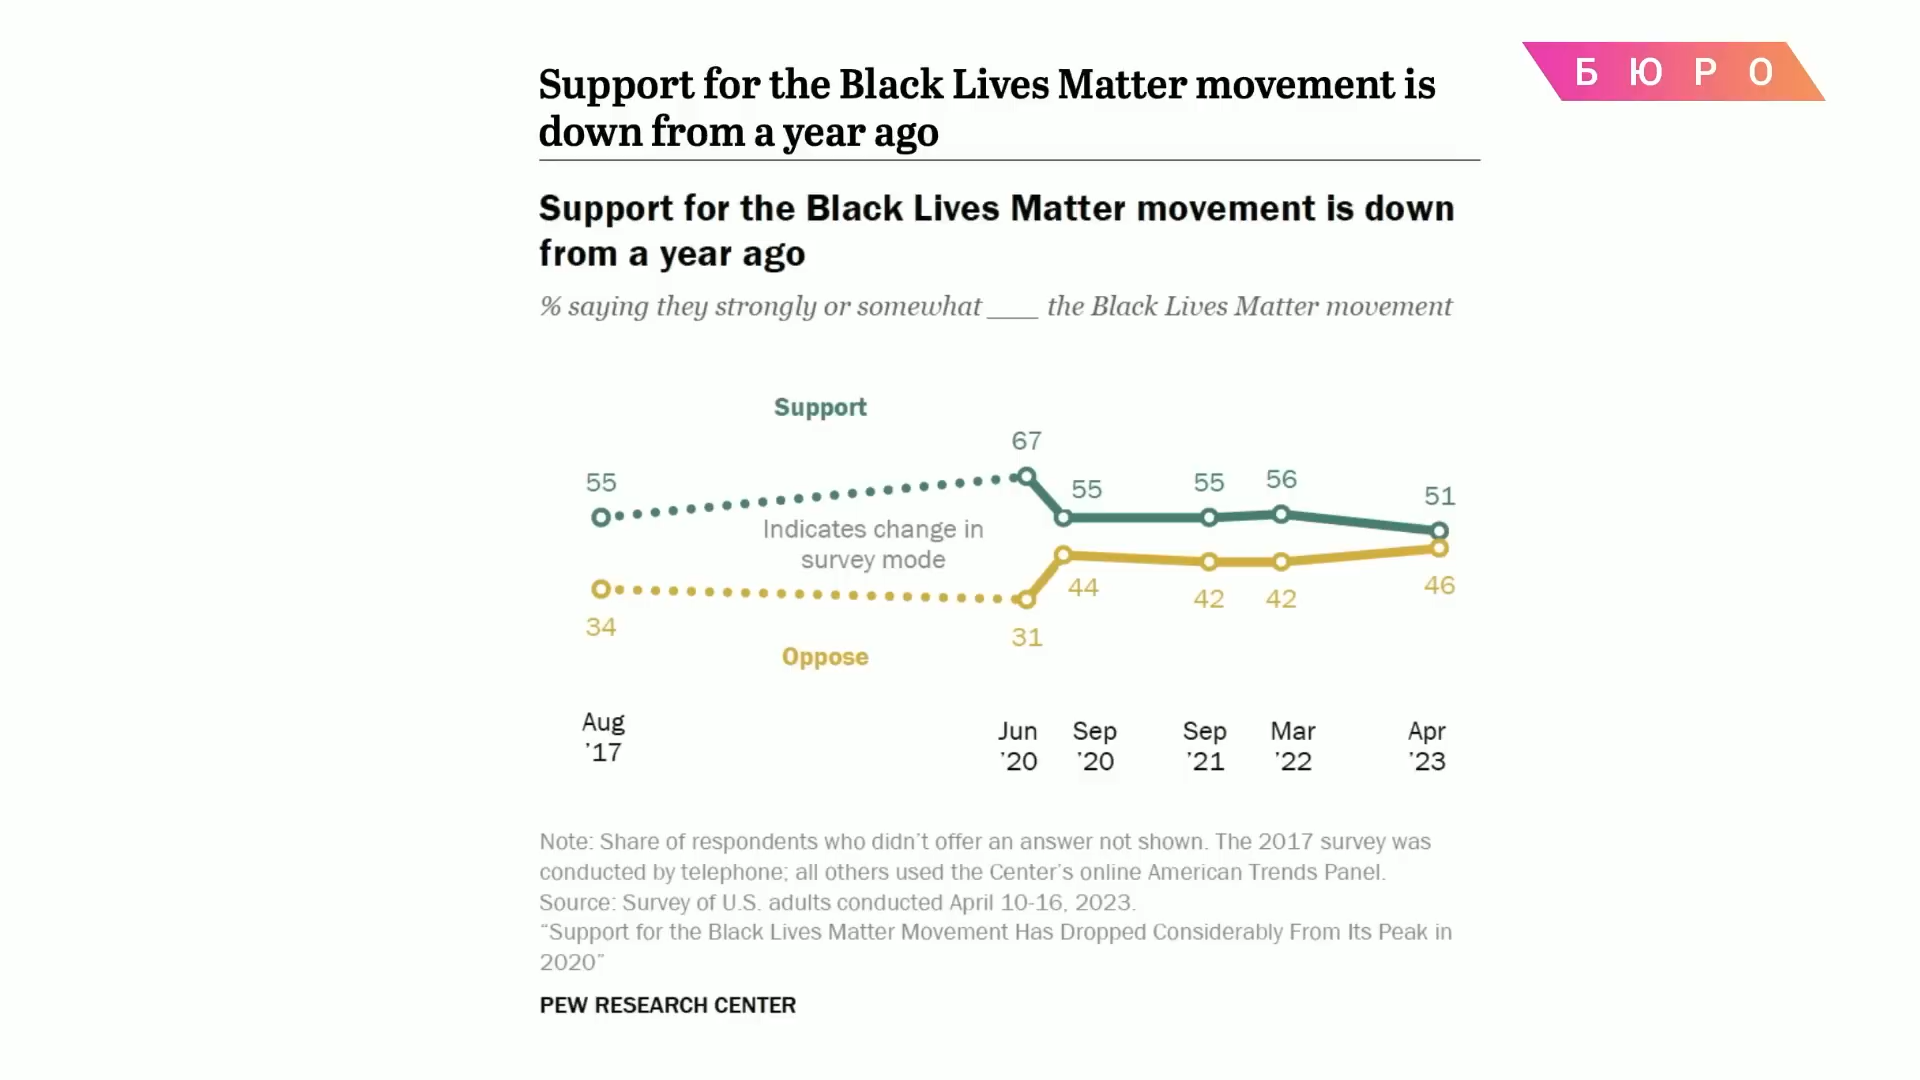 БЮРО
Support for the Black Lives Matter movement is
down from a year ago
Support for the Black Lives Matter movement is down
from a year ago
% saying they strongly or somewhat ___ the Black Lives Matter movement
Support
67
55
55
55
56
51
Indicates change in
survey mode
34
31
44
42
42
46
Oppose
Aug
'17
Jun
'20
Sep
'20
Sep
'21
Mar
'22
Apr
'23
Note: Share of respondents who didn't offer an answer not shown. The 2017 survey was
conducted by telephone; all others used the Center's online American Trends Panel.
Source: Survey of U.S. adults conducted April 10-16, 2023.
“Support for the Black Lives Matter Movement Has Dropped Considerably From Its Peak in
2020”
PEW RESEARCH CENTER